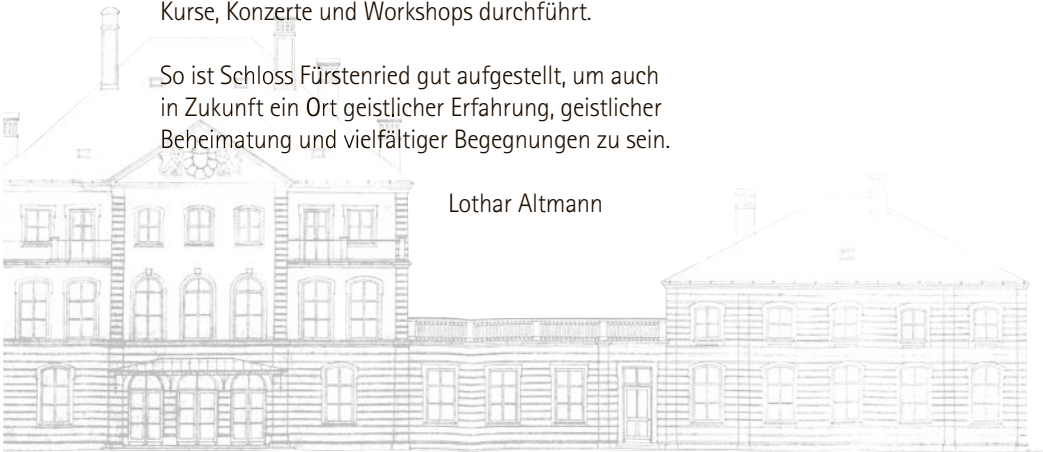 Kurse, Konzerte und Workshops durchführt.
So ist Schloss Fürstenried gut aufgestellt, um auch
in Zukunft ein Ort geistlicher Erfahrung, geistlicher
Beheimatung und vielfältiger Begegnungen zu sein.
Lothar Altmann